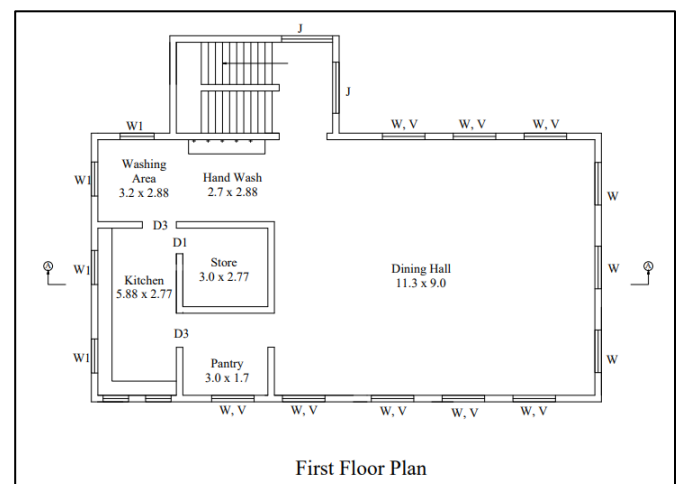 J
J
W1
W, V
W, V
W, V
Washing
Area
3.2 x 2.88
Hand Wash
2.7 x 2.88
W1
W
D3
D1
Store
3.0 x 2.77
Dining Hall
11.3 x 9.0
A
W1
Kitchen
5.88 x 2.77
W
A
D3
W1
W
Pantry
3.0 x 1.7
W, V
W, V
W, V
W, V
W, V
First Floor Plan